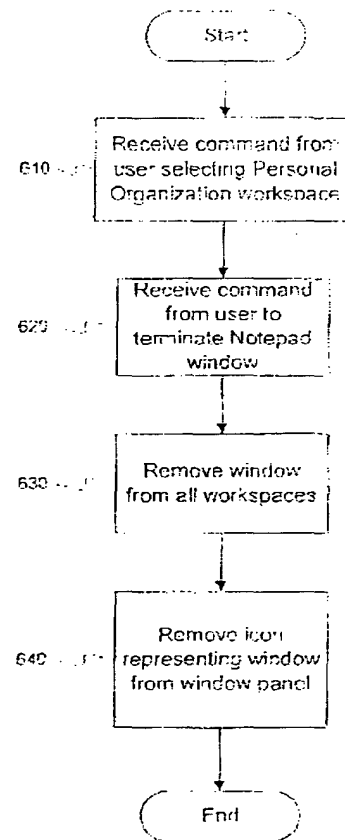 Start
610
Receive command from
user selecting Personal
Organization workspace
620
Receive command
from user to
terminate Notepad
window
630
Remove window
from all workspaces
640
Remove icon
representing window
from window panel
End